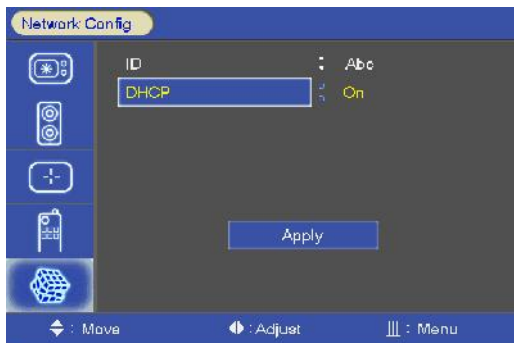 Network Config
ID : Abc
DHCP : On
Apply
: Move : Adjust : Menu